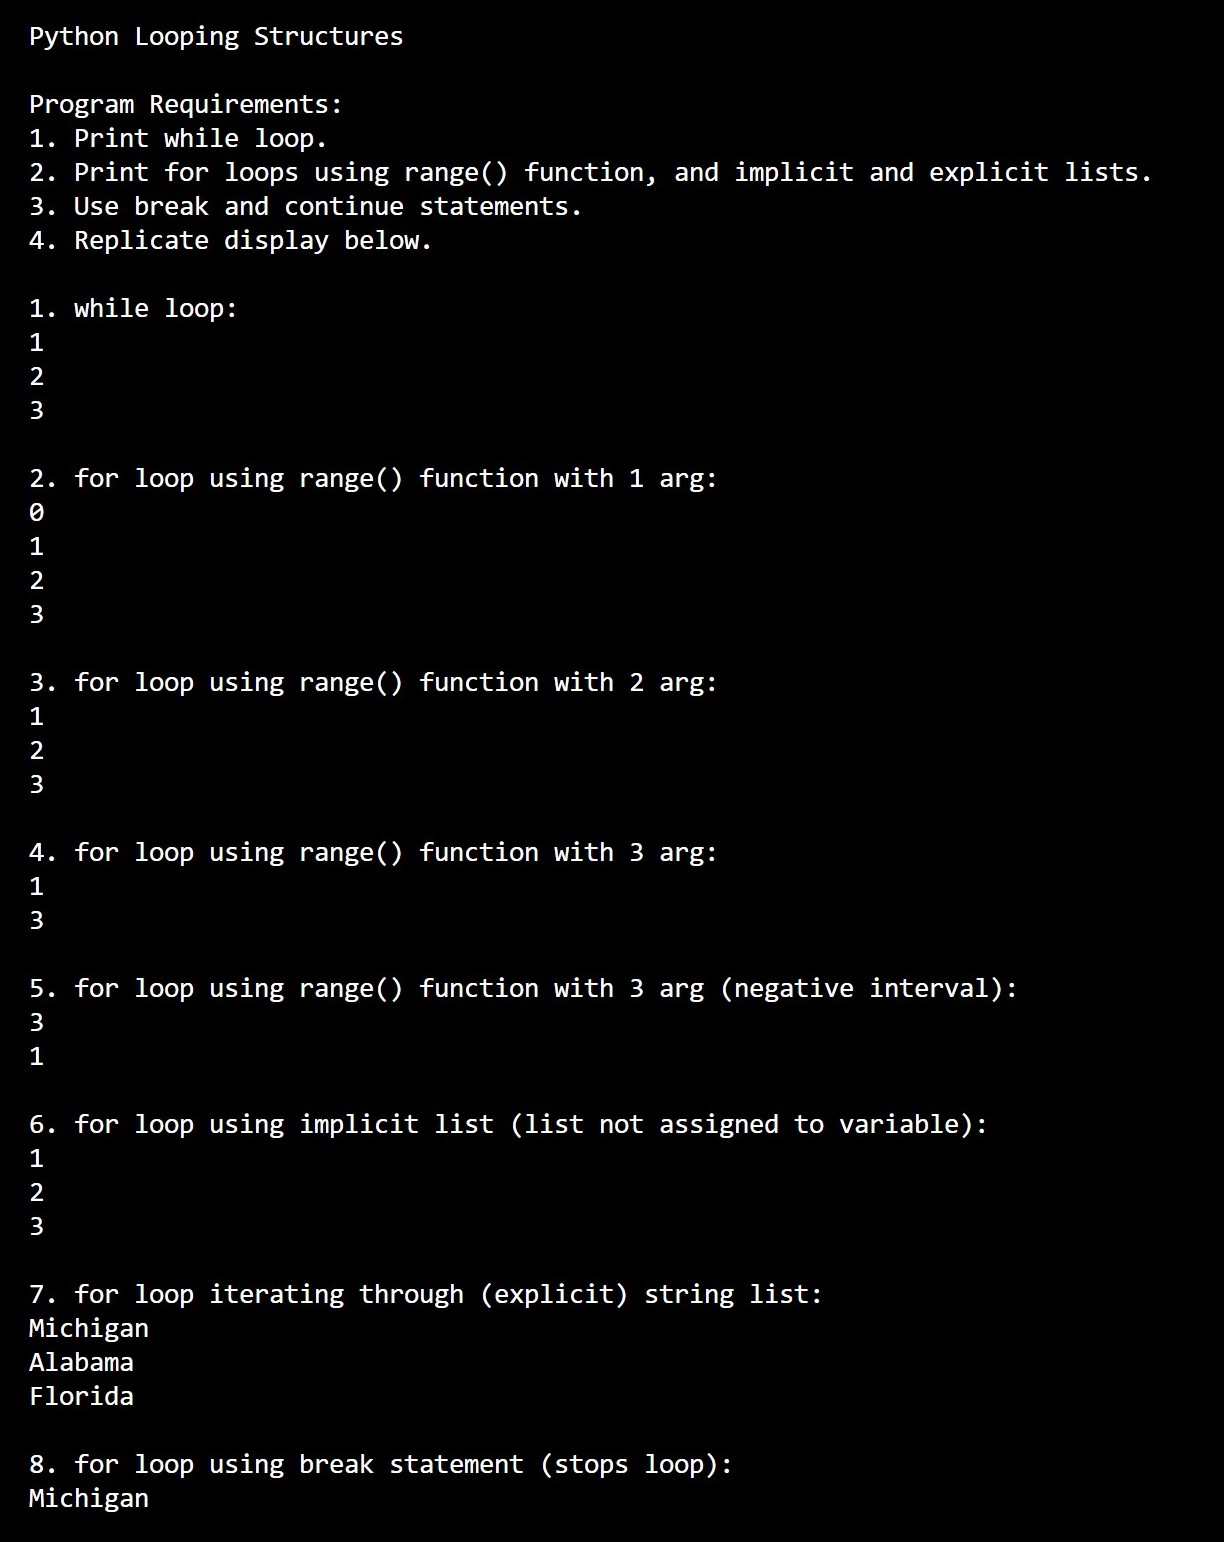 Python Looping Structures
Program Requirements:
1. Print while loop.
2. Print for loops using range() function, and implicit and explicit lists.
3. Use break and continue statements.
4. Replicate display below.
1. while loop:
1
2
3
2. for loop using range() function with 1 arg:
0
1
2
3
3. for loop using range() function with 2 arg:
1
2
3
4. for loop using range() function with 3 arg:
1
3
5. for loop using range() function with 3 arg (negative interval):
3
1
6. for loop using implicit list (list not assigned to variable):
1
2
3
7. for loop iterating through (explicit) string list:
Michigan
Alabama
Florida
8. for loop using break statement (stops loop):
Michigan